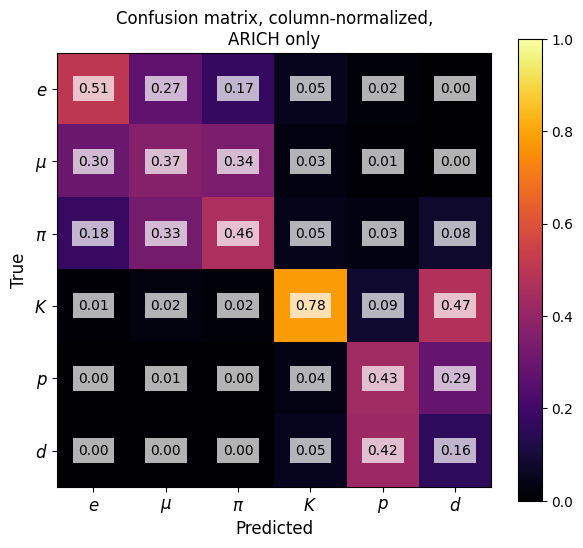 Confusion matrix, column-normalized,
ARICH only
e 0.51 0.27 0.17 0.05 0.02 0.00
μ 0.30 0.37 0.34 0.03 0.01 0.00
π 0.18 0.33 0.46 0.05 0.03 0.08
K 0.01 0.02 0.02 0.78 0.09 0.47
p 0.00 0.01 0.00 0.04 0.43 0.29
d 0.00 0.00 0.00 0.05 0.42 0.16
e μ π K p d
Predicted
True
1.0
0.8
0.6
0.4
0.2
0.0